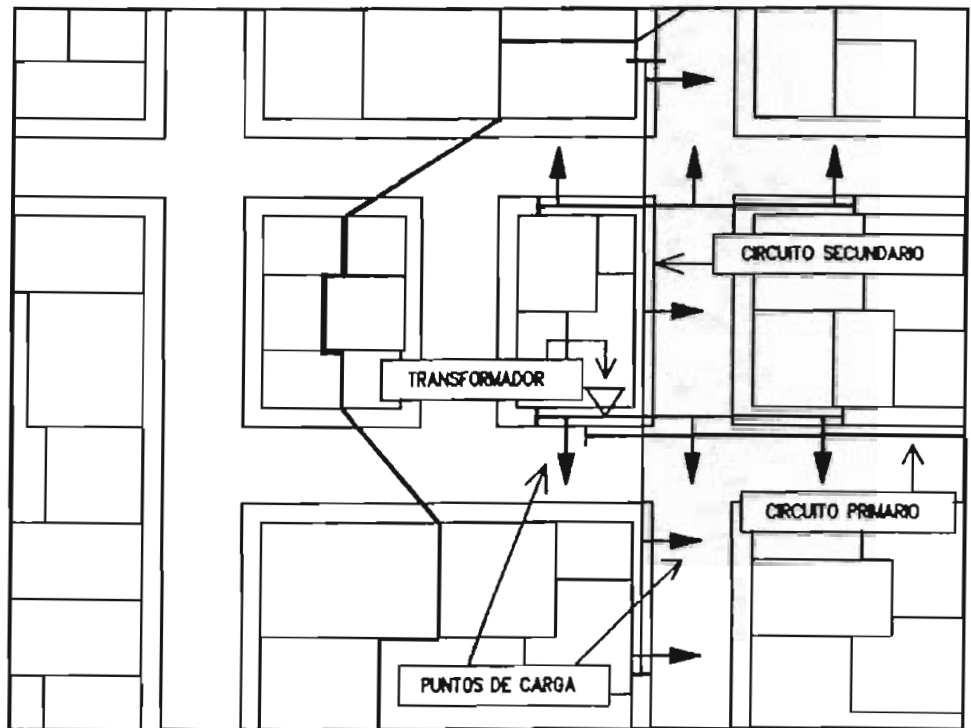 CIRCUITO SECUNDARIO
TRANSFORMADOR
CIRCUITO PRIMARIO
PUNTOS DE CARGA